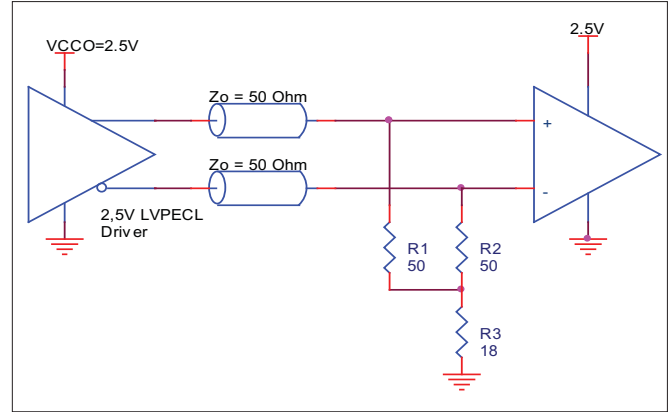 VCCO=2.5V
2.5V
Zo = 50 Ohm
Zo = 50 Ohm
+
-
2,5V LVPECL
Driver
R1
50
R2
50
R3
18